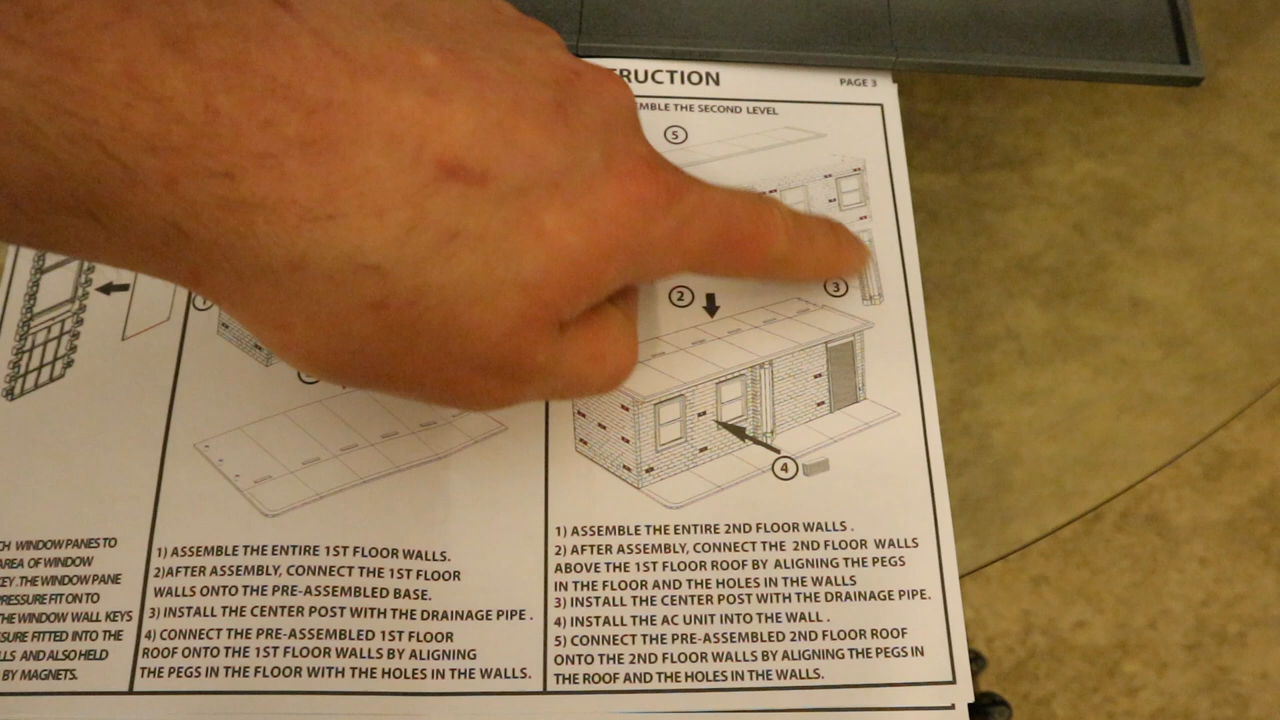 RUCTION
PAGE 3
MBLE THE SECOND LEVEL
5
2
3
4
1
CH WINDOW PANES TO
AREA OF WINDOW
KEY. THE WINDOW PANE
PRESSURE FIT ON TO
THE WINDOW WALL KEYS
SURE FITTED INTO THE
LLS AND ALSO HELD
BY MAGNETS.
1) ASSEMBLE THE ENTIRE 1ST FLOOR WALLS.
2)AFTER ASSEMBLY, CONNECT THE 1ST FLOOR
WALLS ONTO THE PRE-ASSEMBLED BASE.
3) INSTALL THE CENTER POST WITH THE DRAINAGE PIPE .
4) CONNECT THE PRE-ASSEMBLED 1ST FLOOR
ROOF ONTO THE 1ST FLOOR WALLS BY ALIGNING
THE PEGS IN THE FLOOR WITH THE HOLES IN THE WALLS.
1) ASSEMBLE THE ENTIRE 2ND FLOOR WALLS .
2) AFTER ASSEMBLY, CONNECT THE 2ND FLOOR WALLS
ABOVE THE 1ST FLOOR ROOF BY ALIGNING THE PEGS
IN THE FLOOR AND THE HOLES IN THE WALLS
3) INSTALL THE CENTER POST WITH THE DRAINAGE PIPE.
4) INSTALL THE AC UNIT INTO THE WALL .
5) CONNECT THE PRE-ASSEMBLED 2ND FLOOR ROOF
ONTO THE 2ND FLOOR WALLS BY ALIGNING THE PEGS IN
THE ROOF AND THE HOLES IN THE WALLS.